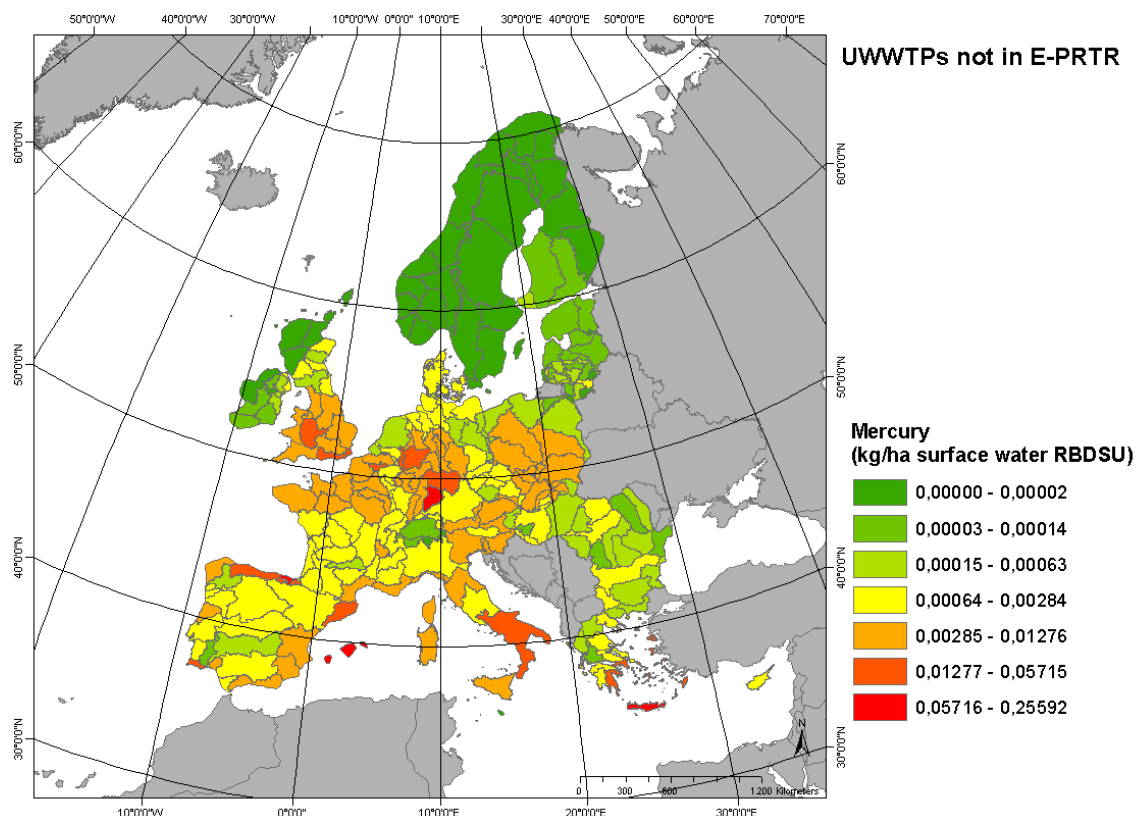 50°0'0"W 40°0'0"W 30°0'0"W 10°0'0"W 0°0'0" 10°0'0"E 30°0'0"E 40°0'0"E 50°0'0"E 70°0'0"E
UWWTPs not in E-PRTR
60°0'0"N 60°0'0"N
50°0'0"N 50°0'0"N
40°0'0"N 40°0'0"N
30°0'0"N 30°0'0"N
Mercury
(kg/ha surface water RBDSU)
0,00000 - 0,00002
0,00003 - 0,00014
0,00015 - 0,00063
0,00064 - 0,00284
0,00285 - 0,01276
0,01277 - 0,05715
0,05716 - 0,25592
N
0 300 600 1.200 Kilometers
10°0'0"W 0°0'0" 10°0'0"E 20°0'0"E 30°0'0"E